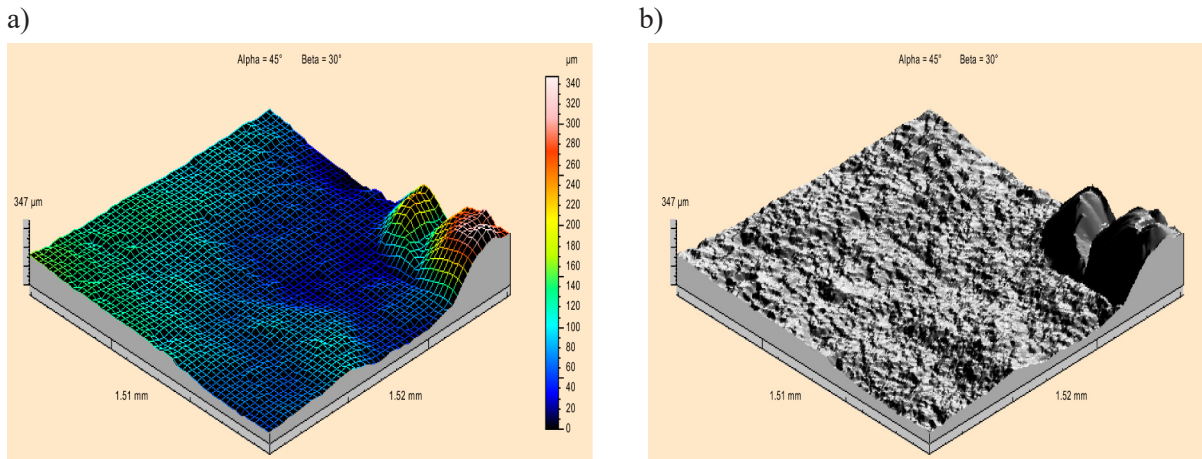 a)
Alpha = 45° Beta = 30°
µm
340
320
300
280
260
240
220
200
180
160
140
120
100
80
60
40
20
0
347 µm
1.51 mm
1.52 mm
b)
Alpha = 45° Beta = 30°
347 µm
1.51 mm
1.52 mm